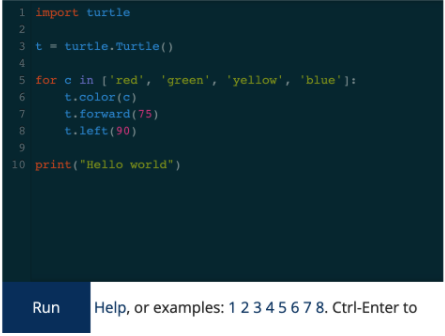 1 import turtle
2
3 t = turtle.Turtle()
4
5 for c in ['red', 'green', 'yellow', 'blue']:
6     t.color(c)
7     t.forward(75)
8     t.left(90)
9
10 print("Hello world")
Run Help, or examples: 1 2 3 4 5 6 7 8. Ctrl-Enter to